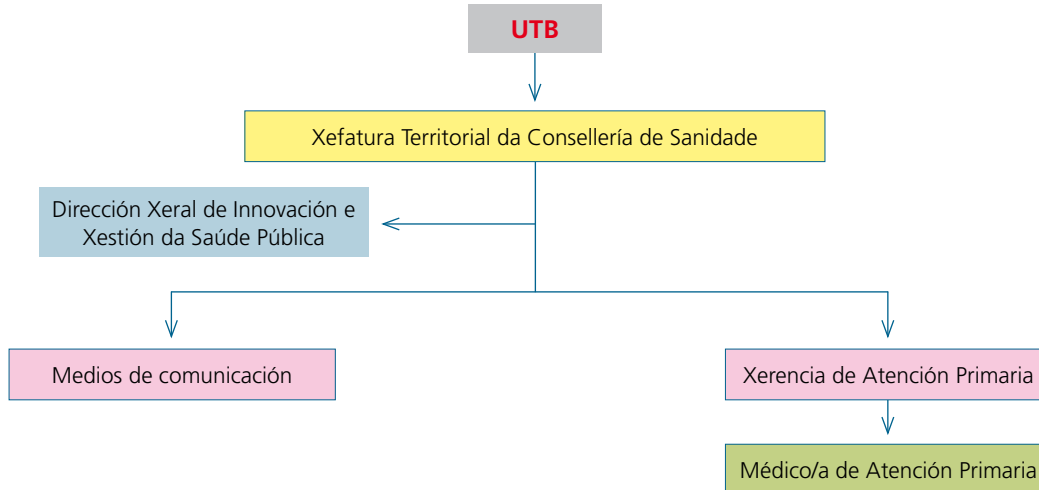 UTB
Xefatura Territorial da Consellería de Sanidade
Dirección Xeral de Innovación e
Xestión da Saúde Pública
Medios de comunicación
Xerencia de Atención Primaria
Médico/a de Atención Primaria